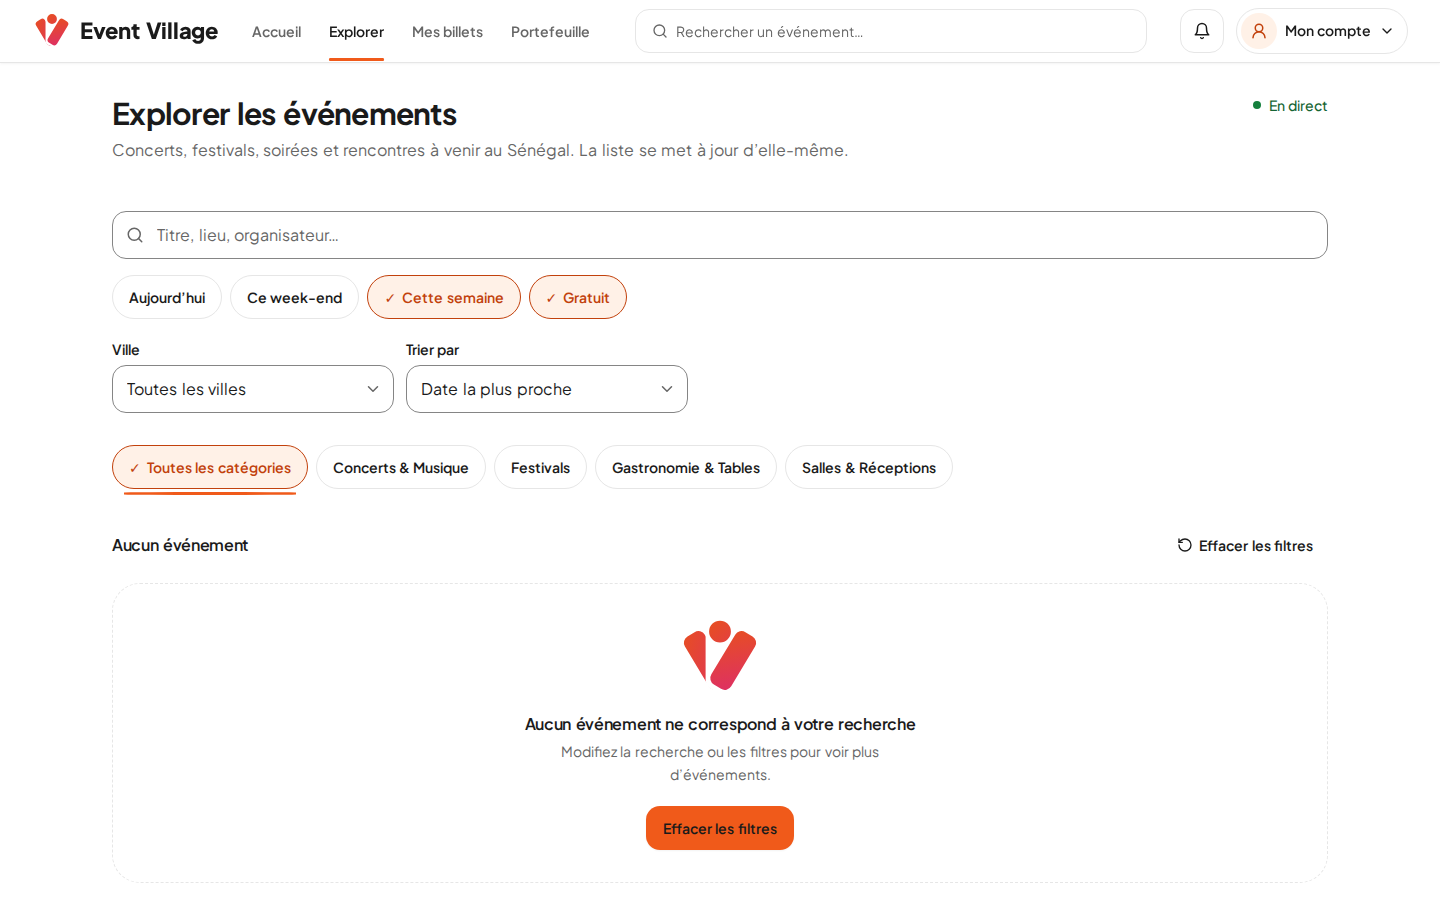 Event Village
Accueil
Explorer
Mes billets
Portefeuille
Rechercher un événement...
Mon compte
Explorer les événements
En direct
Concerts, festivals, soirées et rencontres à venir au Sénégal. La liste se met à jour d’elle-même.
Titre, lieu, organisateur...
Aujourd’hui
Ce week-end
✓ Cette semaine
✓ Gratuit
Ville
Trier par
Toutes les villes
Date la plus proche
✓ Toutes les catégories
Concerts & Musique
Festivals
Gastronomie & Tables
Salles & Réceptions
Aucun événement
Effacer les filtres
Aucun événement ne correspond à votre recherche
Modifiez la recherche ou les filtres pour voir plus
d’événements.
Effacer les filtres